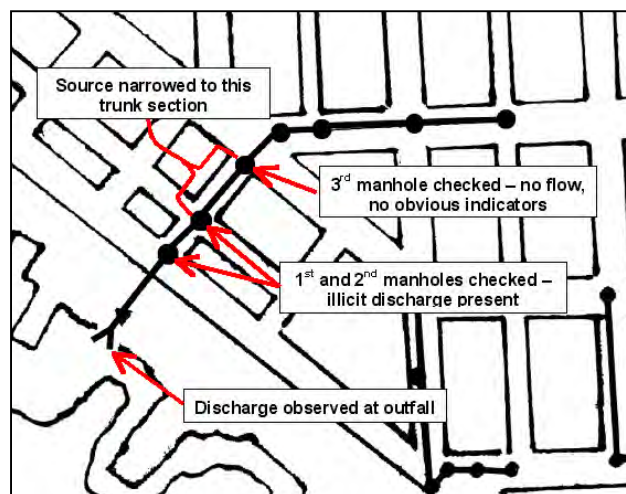 Source narrowed to this
trunk section
3rd manhole checked – no flow,
no obvious indicators
1st and 2nd manholes checked –
illicit discharge present
Discharge observed at outfall